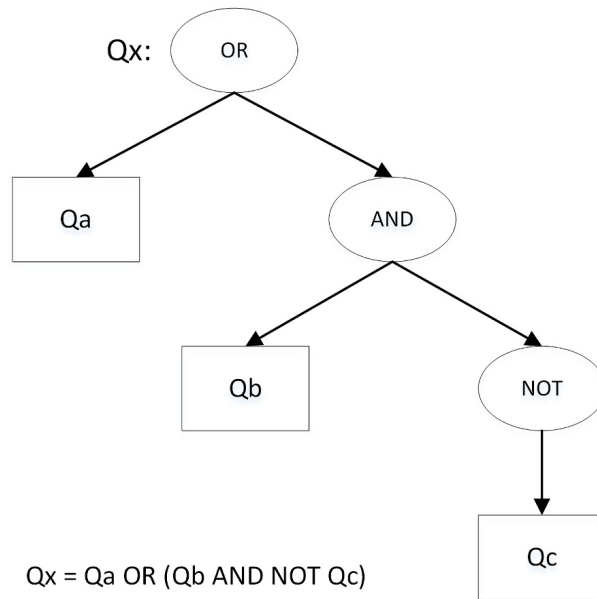 Qx: OR
Qa
AND
Qb
NOT
Qc
Qx = Qa OR (Qb AND NOT Qc)